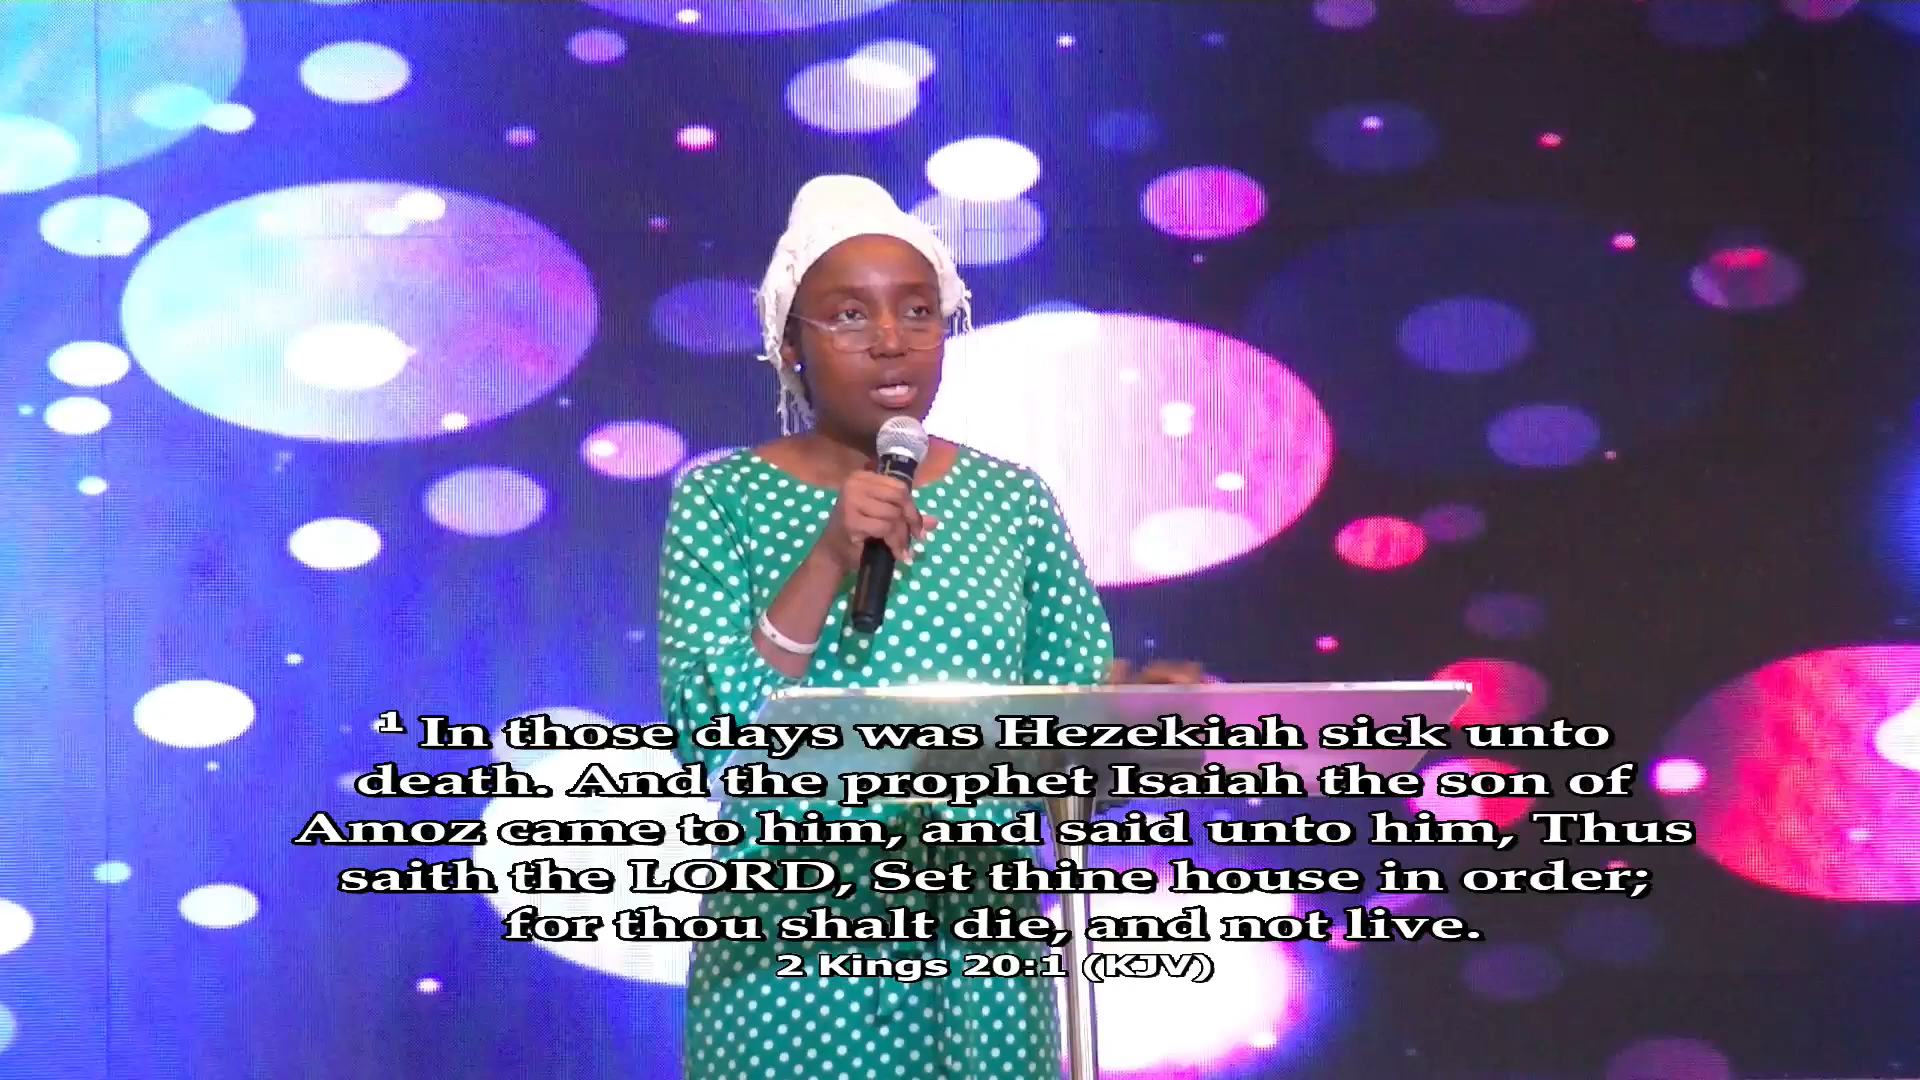 ¹ In those days was Hezekiah sick unto
death. And the prophet Isaiah the son of
Amoz came to him, and said unto him, Thus
saith the LORD, Set thine house in order;
for thou shalt die, and not live.
2 Kings 20:1 (KJV)